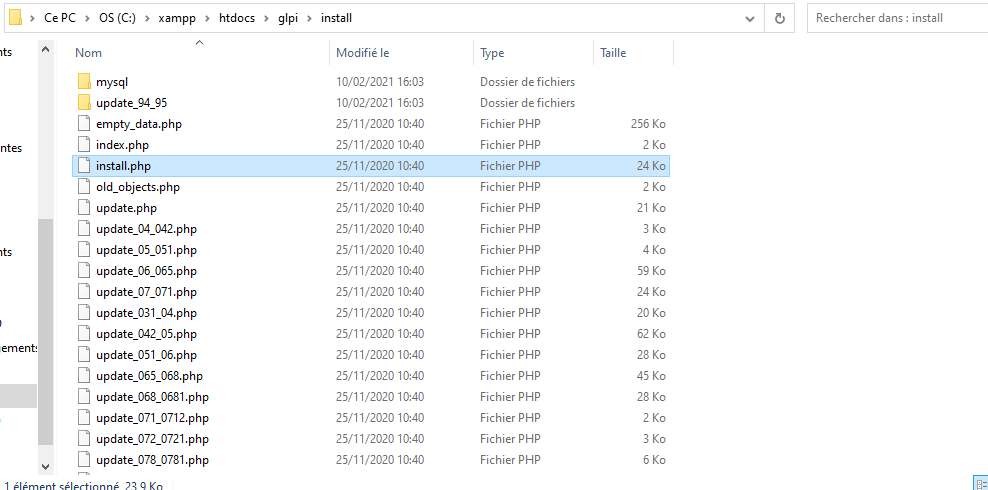 Ce PC > OS (C:) > xampp > htdocs > glpi > install
Rechercher dans : install
Nom Modifié le Type Taille
mysql 10/02/2021 16:03 Dossier de fichiers
update_94_95 10/02/2021 16:03 Dossier de fichiers
empty_data.php 25/11/2020 10:40 Fichier PHP 256 Ko
index.php 25/11/2020 10:40 Fichier PHP 2 Ko
install.php 25/11/2020 10:40 Fichier PHP 24 Ko
old_objects.php 25/11/2020 10:40 Fichier PHP 2 Ko
update.php 25/11/2020 10:40 Fichier PHP 21 Ko
update_04_042.php 25/11/2020 10:40 Fichier PHP 3 Ko
update_05_051.php 25/11/2020 10:40 Fichier PHP 4 Ko
update_06_065.php 25/11/2020 10:40 Fichier PHP 59 Ko
update_07_071.php 25/11/2020 10:40 Fichier PHP 24 Ko
update_031_04.php 25/11/2020 10:40 Fichier PHP 20 Ko
update_042_05.php 25/11/2020 10:40 Fichier PHP 62 Ko
update_051_06.php 25/11/2020 10:40 Fichier PHP 28 Ko
update_065_068.php 25/11/2020 10:40 Fichier PHP 45 Ko
update_068_0681.php 25/11/2020 10:40 Fichier PHP 28 Ko
update_071_0712.php 25/11/2020 10:40 Fichier PHP 2 Ko
update_072_0721.php 25/11/2020 10:40 Fichier PHP 3 Ko
update_078_0781.php 25/11/2020 10:40 Fichier PHP 6 Ko
1 élément sélectionné 23,9 Ko